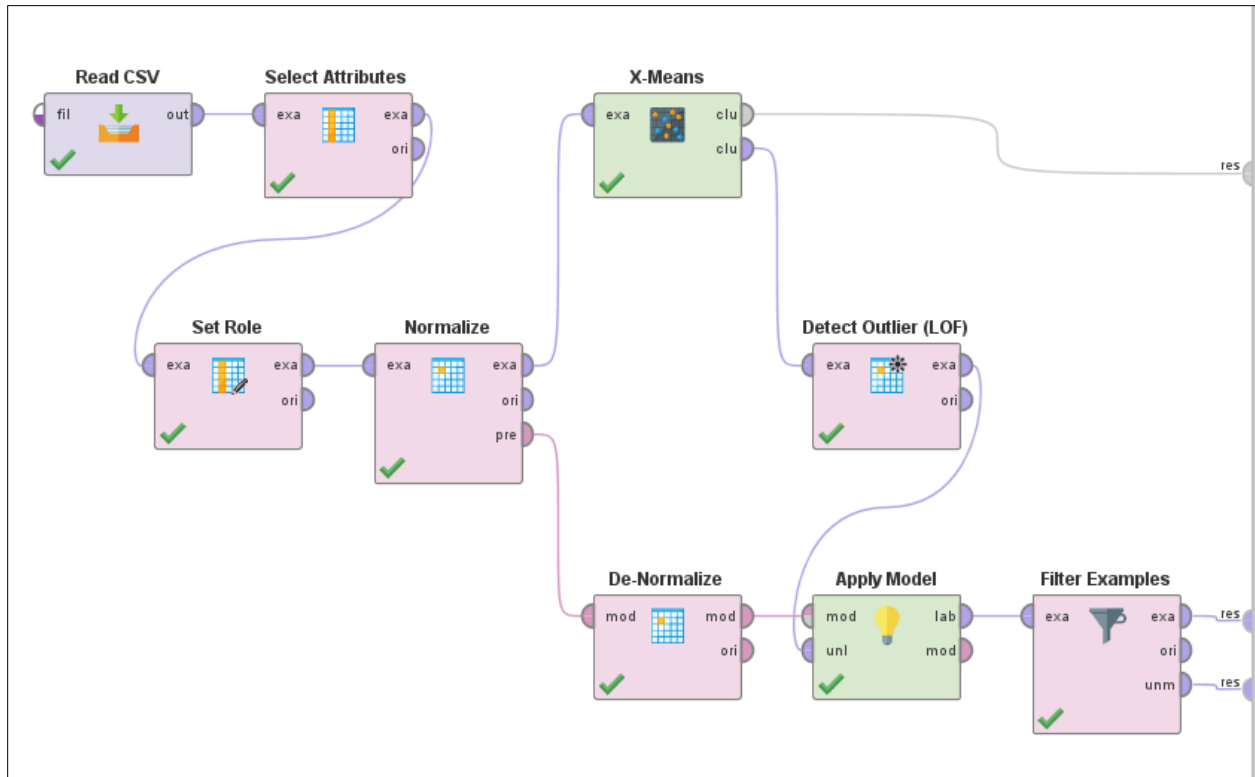 Read CSV
fil out
Select Attributes
exa exa
ori
X-Means
exa clu
clu
res
Set Role
exa exa
ori
Normalize
exa exa
ori
pre
Detect Outlier (LOF)
exa exa
ori
De-Normalize
mod mod
ori
Apply Model
mod lab
unl mod
Filter Examples
exa exa
ori
unm
res
res